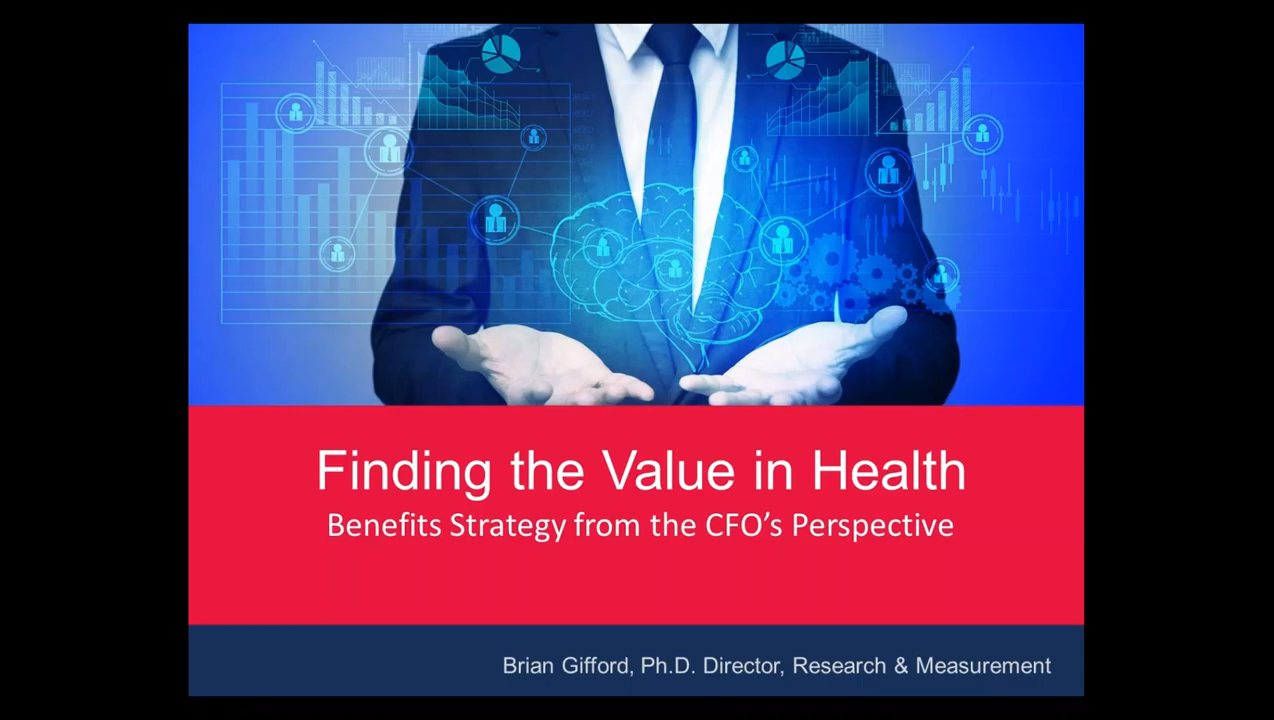 Finding the Value in Health
Benefits Strategy from the CFO’s Perspective
Brian Gifford, Ph.D. Director, Research & Measurement